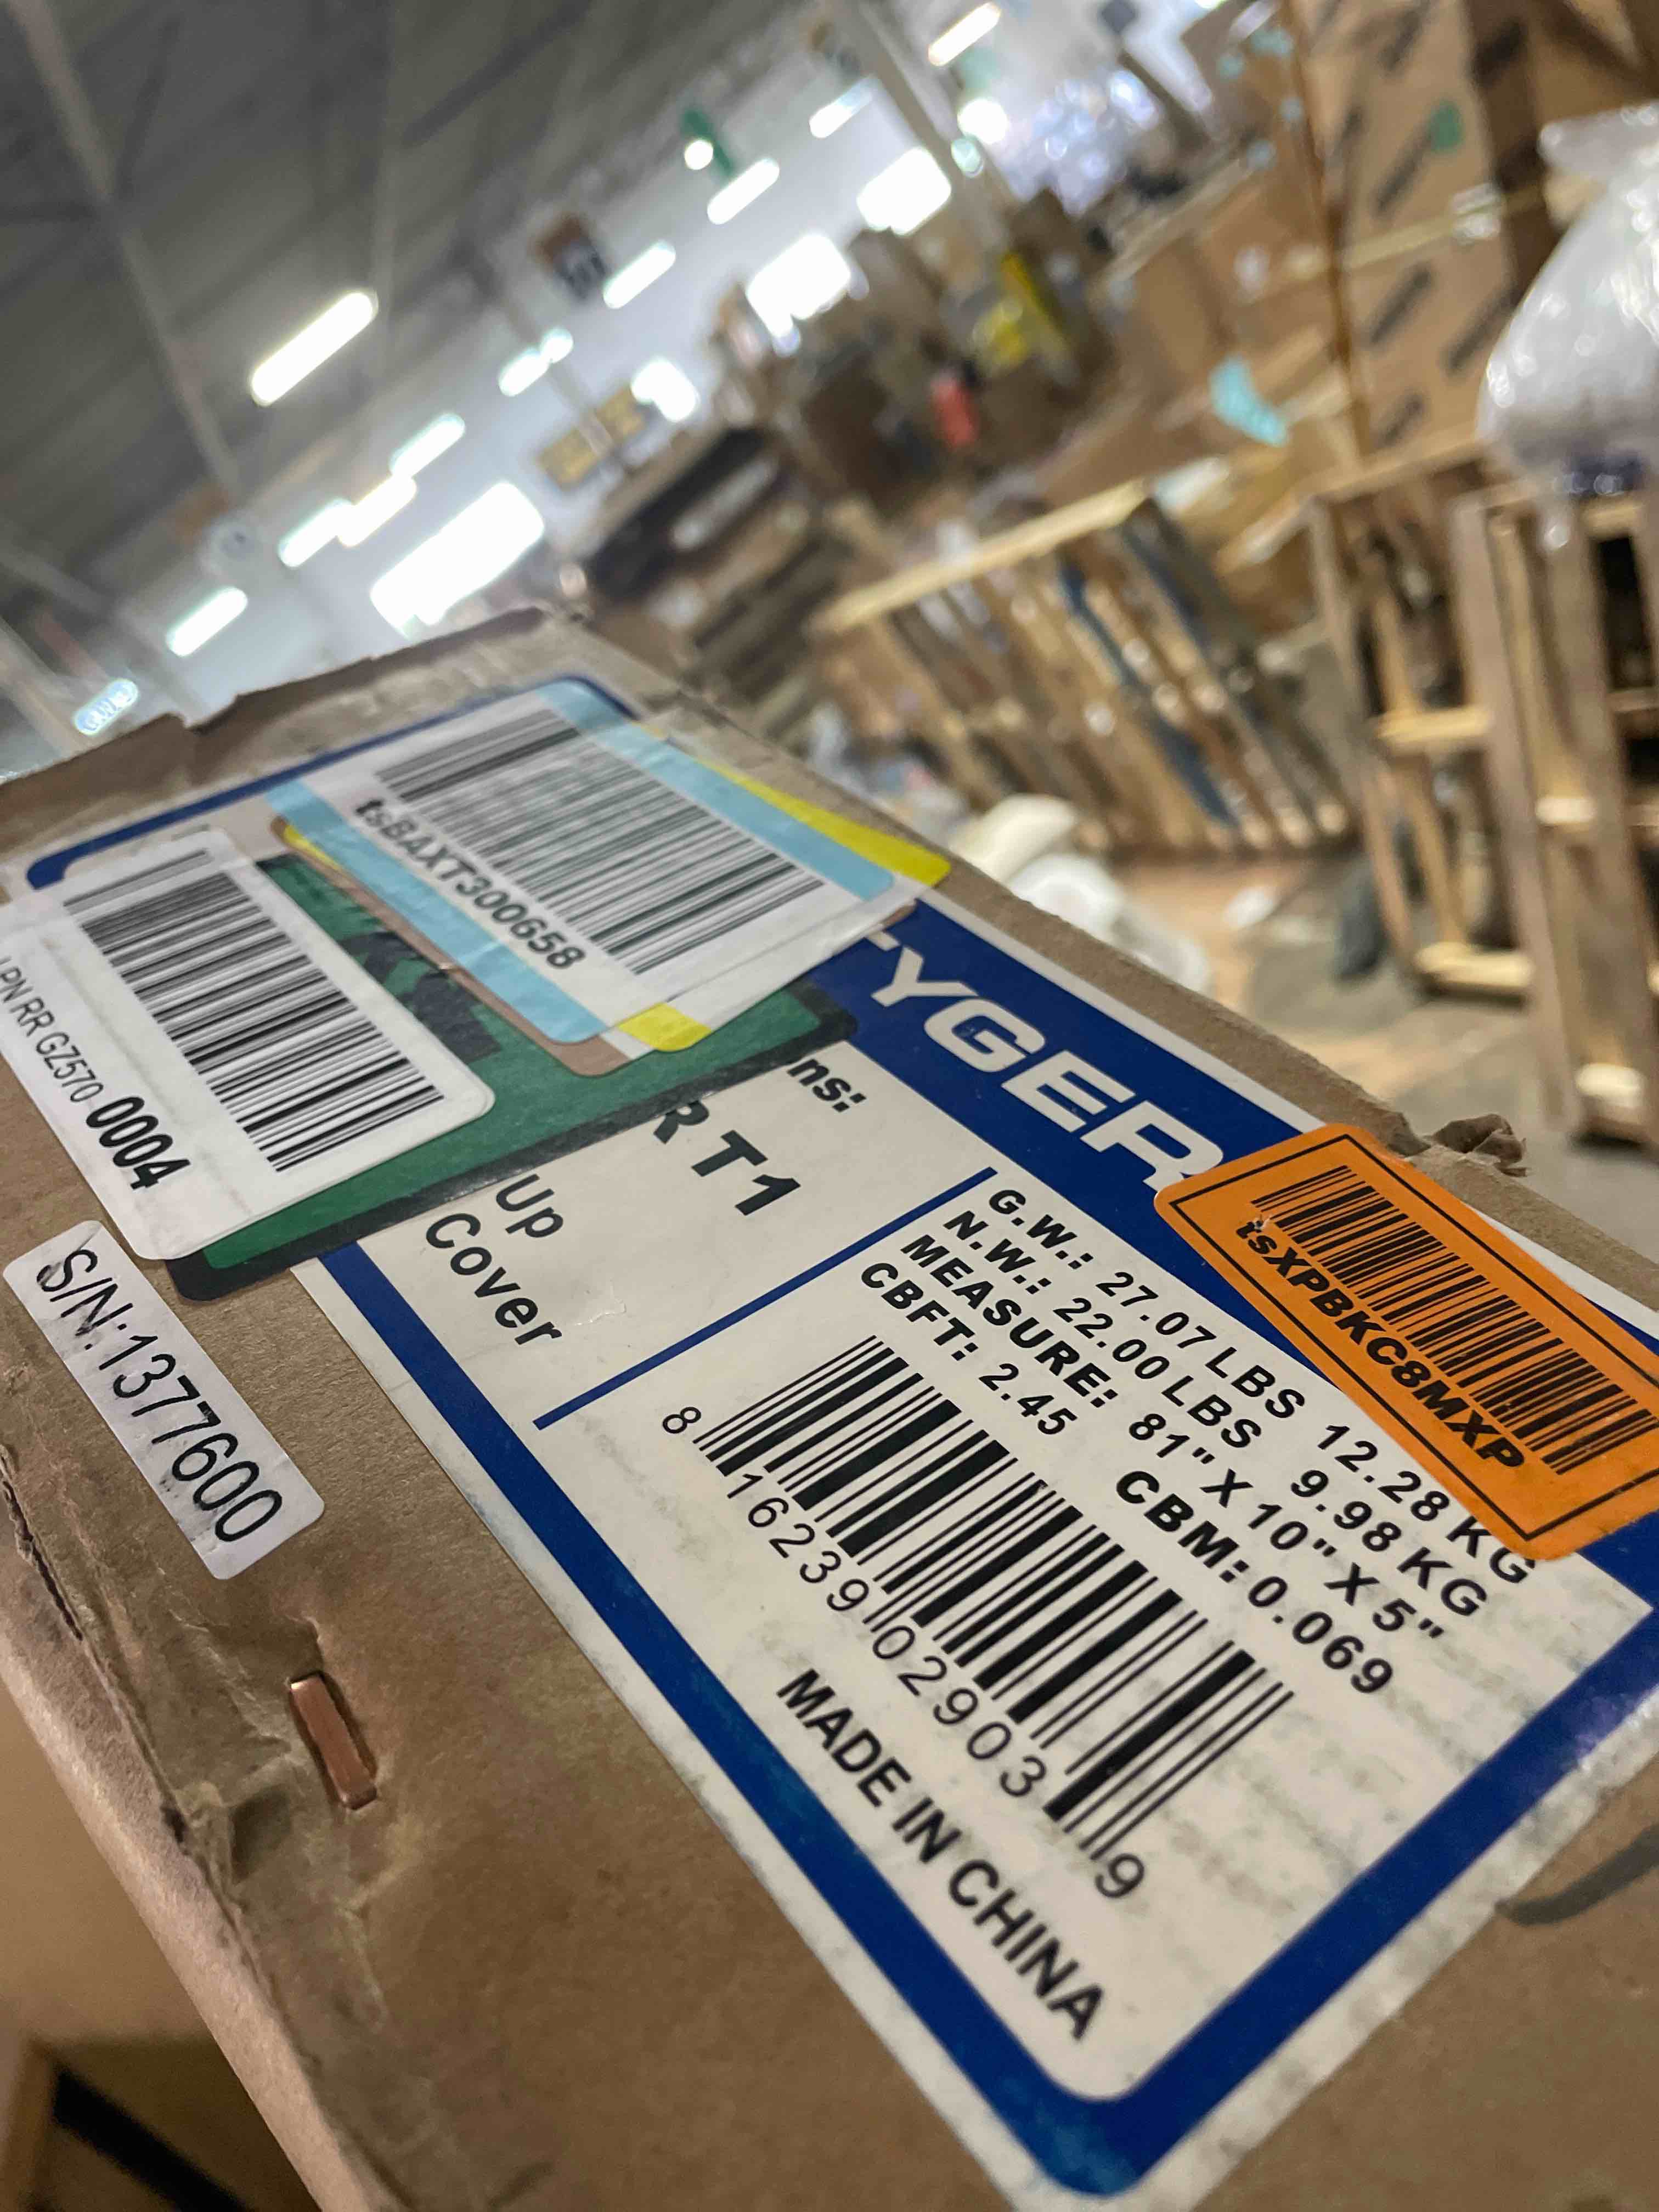 tsBAXT300658
LPN RR GZ570 0004
TYGER
ns:
R T1
Up
Cover
S/N:1377600
tsXPBKC8MXP
G.W.: 27.07 LBS 12.28 KG
N.W.: 22.00 LBS 9.98 KG
MEASURE: 81" X 10" X 5"
CBFT: 2.45 CBM: 0.069
8 16239 02903 9
MADE IN CHINA